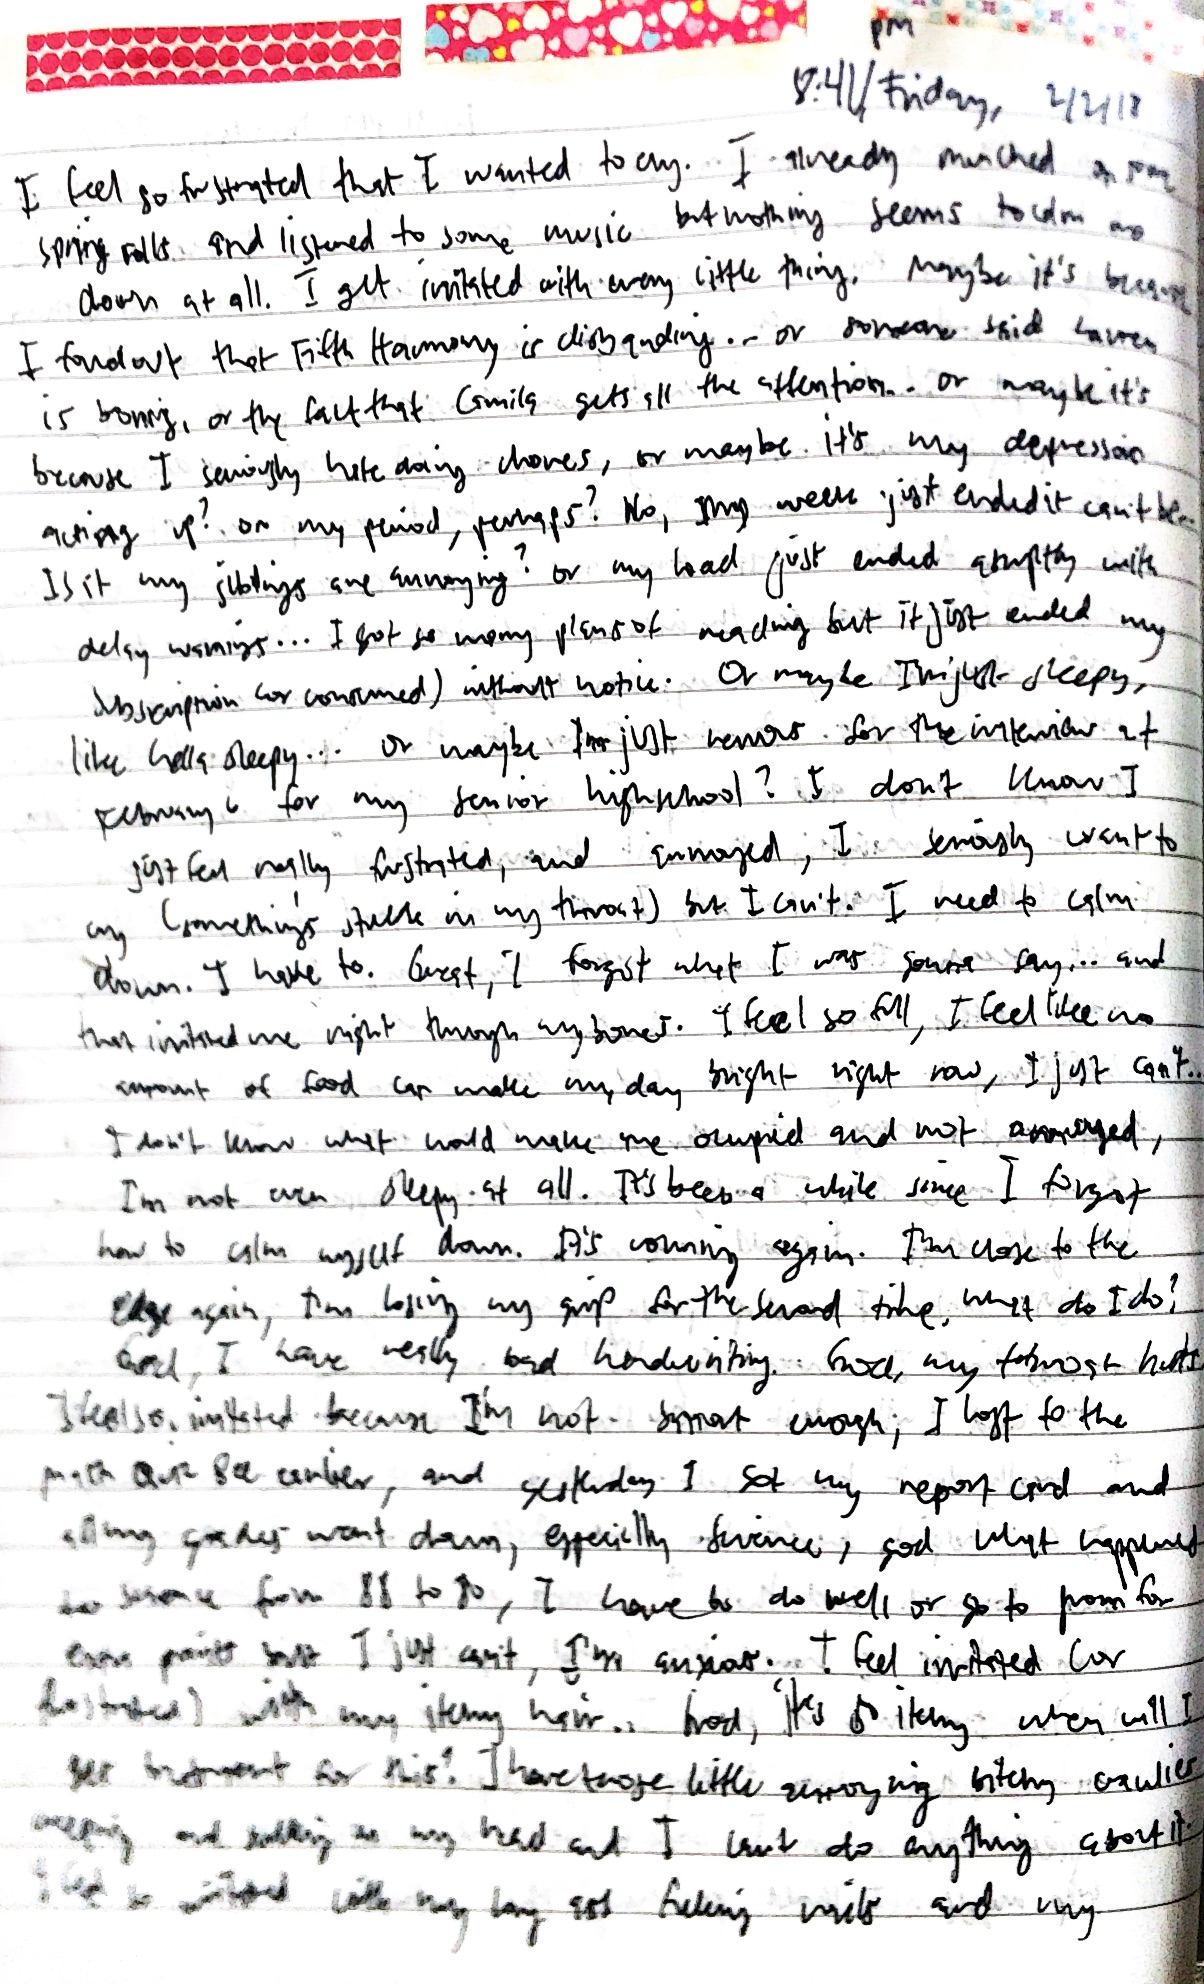 pm
8:41/Friday, 2/2/18
I feel so frustrated that I wanted to cry. I already munched on
spring rolls and listened to some music but nothing seems to calm me
down at all. I get irritated with every little thing. Maybe it's because
I foundout that Fifth Harmony is disbanding... or someone said Lauren
is boring, or the fact that Camila gets all the attention... or maybe it's
because I seriously hate doing chores, or maybe it's my depression
acting up? or my period, perhaps? No, my week just ended it can't be
Is it my siblings are annoying? or my load just ended abruptly with
delay warnings... I got so many plans of reading but it just ended my
subscription (or consumed) without notice. Or maybe I'm just sleepy,
like hella sleepy... or maybe I'm just nervous for the interview at
February 6 for my senior highschool? I don't know I
just feel really frustrated, and annoyed, I seriously want to
cry (something's stuck in my throat) but I can't. I need to calm
down. I have to. Great, I forgot what I was gonna say... and
that irritated me right through my bones. I feel so full, I feel like no
amount of food can make my day bright right now, I just can't..
I don't know what would make me ocupied and not annoyed,
I'm not even sleepy at all. It's been a while since I forgot
how to calm myself down. It's coming again. I'm close to the
edge again, I'm losing my grip for the second time, what do I do?
God, I have really bad handwriting. God, my throat hurts
I feel so irritated because I'm not smart enough; I lost to the
math Quiz Bee earlier, and yesterday I got my report card and
all my grades went down, especially science, god what happened
to science from 88 to 80, I have to do well or go to prom for
extra points but I just can't, I'm anxious... I feel irritated (or
frustrated) with my itchy hair.. God, it's so itchy when will I
get treatment for this? I have those little annoying bitchy crawlies
creeping and sucking in my head and I can't do anything about it
I get so irritated with my long ass fucking nails and my